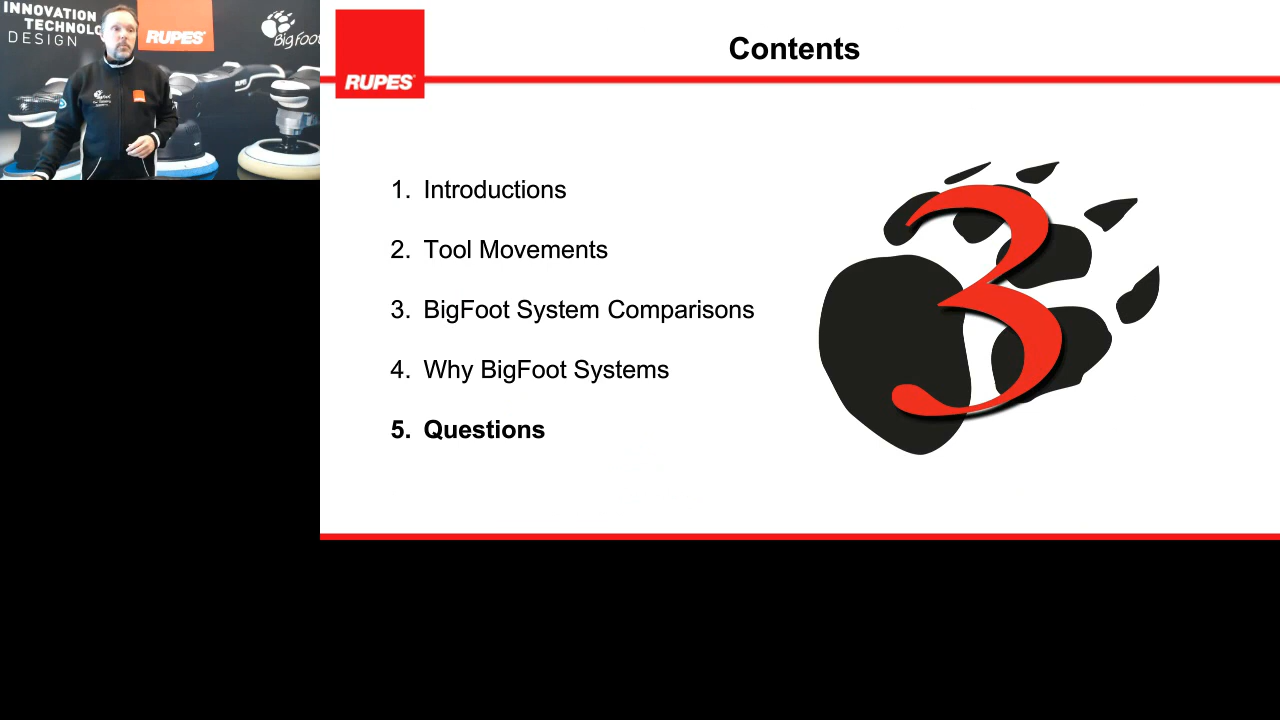 INNOVATION
TECHNOLO
DESIGN
RUPES
BigFoot
RUPES
Contents
1. Introductions
2. Tool Movements
3. BigFoot System Comparisons
4. Why BigFoot Systems
5. Questions
3